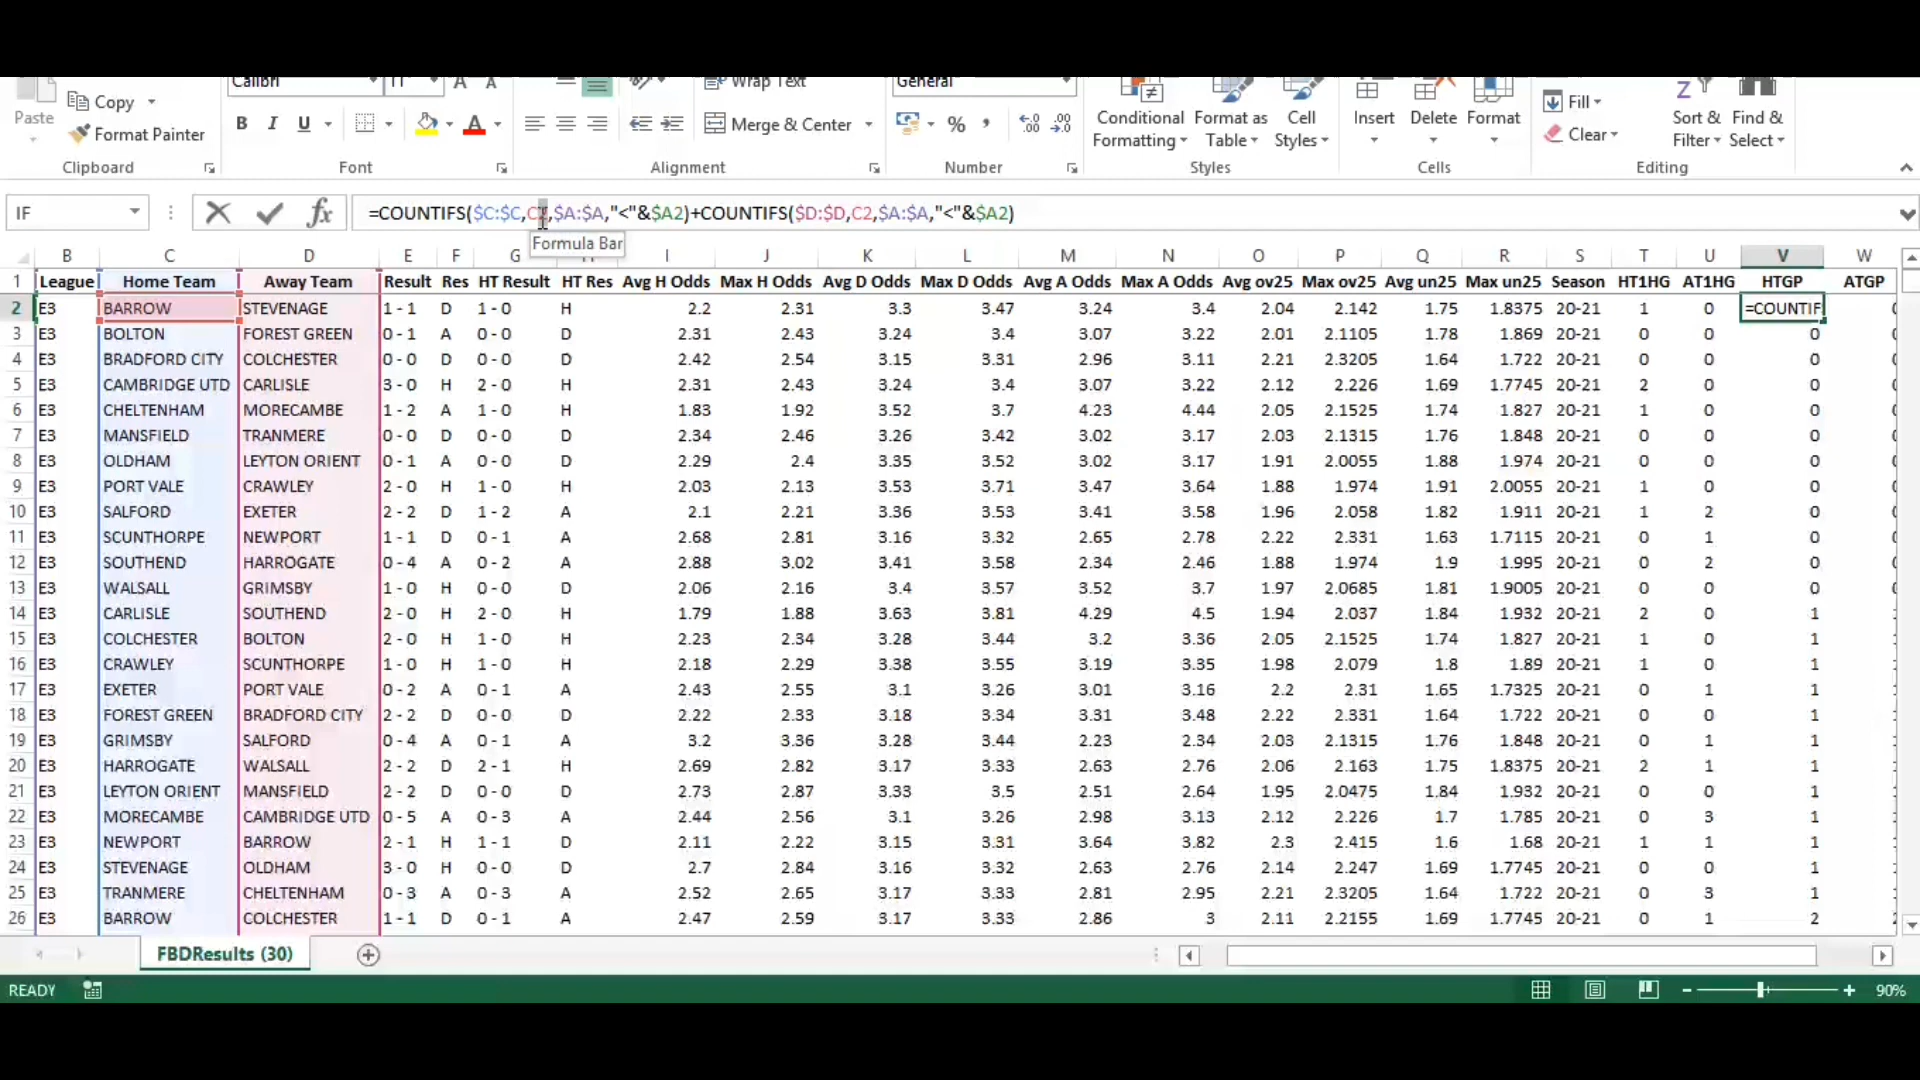 Calibri 11 A A Wrap Text General
Paste Copy Format Painter B I U A Merge & Center % Conditional Formatting Format as Table Cell Styles Insert Delete Format Fill Clear Sort & Filter Find & Select
Clipboard Font Alignment Number Styles Cells Editing
IF fx =COUNTIFS($C:$C,C2,$A:$A,"<"&$A2)+COUNTIFS($D:$D,C2,$A:$A,"<"&$A2)
Formula Bar
B C D E F G I J K L M N O P Q R S T U V W
1 League Home Team Away Team Result Res HT Result HT Res Avg H Odds Max H Odds Avg D Odds Max D Odds Avg A Odds Max A Odds Avg ov25 Max ov25 Avg un25 Max un25 Season HT1HG AT1HG HTGP ATGP
2 E3 BARROW STEVENAGE 1 - 1 D 1 - 0 H 2.2 2.31 3.3 3.47 3.24 3.4 2.04 2.142 1.75 1.8375 20-21 1 0 =COUNTIF
3 E3 BOLTON FOREST GREEN 0 - 1 A 0 - 0 D 2.31 2.43 3.24 3.4 3.07 3.22 2.01 2.1105 1.78 1.869 20-21 0 0 0
4 E3 BRADFORD CITY COLCHESTER 0 - 0 D 0 - 0 D 2.42 2.54 3.15 3.31 2.96 3.11 2.21 2.3205 1.64 1.722 20-21 0 0 0
5 E3 CAMBRIDGE UTD CARLISLE 3 - 0 H 2 - 0 H 2.31 2.43 3.24 3.4 3.07 3.22 2.12 2.226 1.69 1.7745 20-21 2 0 0
6 E3 CHELTENHAM MORECAMBE 1 - 2 A 1 - 0 H 1.83 1.92 3.52 3.7 4.23 4.44 2.05 2.1525 1.74 1.827 20-21 1 0 0
7 E3 MANSFIELD TRANMERE 0 - 0 D 0 - 0 D 2.34 2.46 3.26 3.42 3.02 3.17 2.03 2.1315 1.76 1.848 20-21 0 0 0
8 E3 OLDHAM LEYTON ORIENT 0 - 1 A 0 - 0 D 2.29 2.4 3.35 3.52 3.02 3.17 1.91 2.0055 1.88 1.974 20-21 0 0 0
9 E3 PORT VALE CRAWLEY 2 - 0 H 1 - 0 H 2.03 2.13 3.53 3.71 3.47 3.64 1.88 1.974 1.91 2.0055 20-21 1 0 0
10 E3 SALFORD EXETER 2 - 2 D 1 - 2 A 2.1 2.21 3.36 3.53 3.41 3.58 1.96 2.058 1.82 1.911 20-21 1 2 0
11 E3 SCUNTHORPE NEWPORT 1 - 1 D 0 - 1 A 2.68 2.81 3.16 3.32 2.65 2.78 2.22 2.331 1.63 1.7115 20-21 0 1 0
12 E3 SOUTHEND HARROGATE 0 - 4 A 0 - 2 A 2.88 3.02 3.41 3.58 2.34 2.46 1.88 1.974 1.9 1.995 20-21 0 2 0
13 E3 WALSALL GRIMSBY 1 - 0 H 0 - 0 D 2.06 2.16 3.4 3.57 3.52 3.7 1.97 2.0685 1.81 1.9005 20-21 0 0 0
14 E3 CARLISLE SOUTHEND 2 - 0 H 2 - 0 H 1.79 1.88 3.63 3.81 4.29 4.5 1.94 2.037 1.84 1.932 20-21 2 0 1
15 E3 COLCHESTER BOLTON 2 - 0 H 1 - 0 H 2.23 2.34 3.28 3.44 3.2 3.36 2.05 2.1525 1.74 1.827 20-21 1 0 1
16 E3 CRAWLEY SCUNTHORPE 1 - 0 H 1 - 0 H 2.18 2.29 3.38 3.55 3.19 3.35 1.98 2.079 1.8 1.89 20-21 1 0 1
17 E3 EXETER PORT VALE 0 - 2 A 0 - 1 A 2.43 2.55 3.1 3.26 3.01 3.16 2.2 2.31 1.65 1.7325 20-21 0 1 1
18 E3 FOREST GREEN BRADFORD CITY 2 - 2 D 0 - 0 D 2.22 2.33 3.18 3.34 3.31 3.48 2.22 2.331 1.64 1.722 20-21 0 0 1
19 E3 GRIMSBY SALFORD 0 - 4 A 0 - 1 A 3.2 3.36 3.28 3.44 2.23 2.34 2.03 2.1315 1.76 1.848 20-21 0 1 1
20 E3 HARROGATE WALSALL 2 - 2 D 2 - 1 H 2.69 2.82 3.17 3.33 2.63 2.76 2.06 2.163 1.75 1.8375 20-21 2 1 1
21 E3 LEYTON ORIENT MANSFIELD 2 - 2 D 0 - 0 D 2.73 2.87 3.33 3.5 2.51 2.64 1.95 2.0475 1.84 1.932 20-21 0 0 1
22 E3 MORECAMBE CAMBRIDGE UTD 0 - 5 A 0 - 3 A 2.44 2.56 3.1 3.26 2.98 3.13 2.12 2.226 1.7 1.785 20-21 0 3 1
23 E3 NEWPORT BARROW 2 - 1 H 1 - 1 D 2.11 2.22 3.15 3.31 3.64 3.82 2.3 2.415 1.6 1.68 20-21 1 1 1
24 E3 STEVENAGE OLDHAM 3 - 0 H 0 - 0 D 2.7 2.84 3.16 3.32 2.63 2.76 2.14 2.247 1.69 1.7745 20-21 0 0 1
25 E3 TRANMERE CHELTENHAM 0 - 3 A 0 - 3 A 2.52 2.65 3.17 3.33 2.81 2.95 2.21 2.3205 1.64 1.722 20-21 0 3 1
26 E3 BARROW COLCHESTER 1 - 1 D 0 - 1 A 2.47 2.59 3.17 3.33 2.86 3 2.11 2.2155 1.69 1.7745 20-21 0 1 2
FBDResults (30)
READY 90%